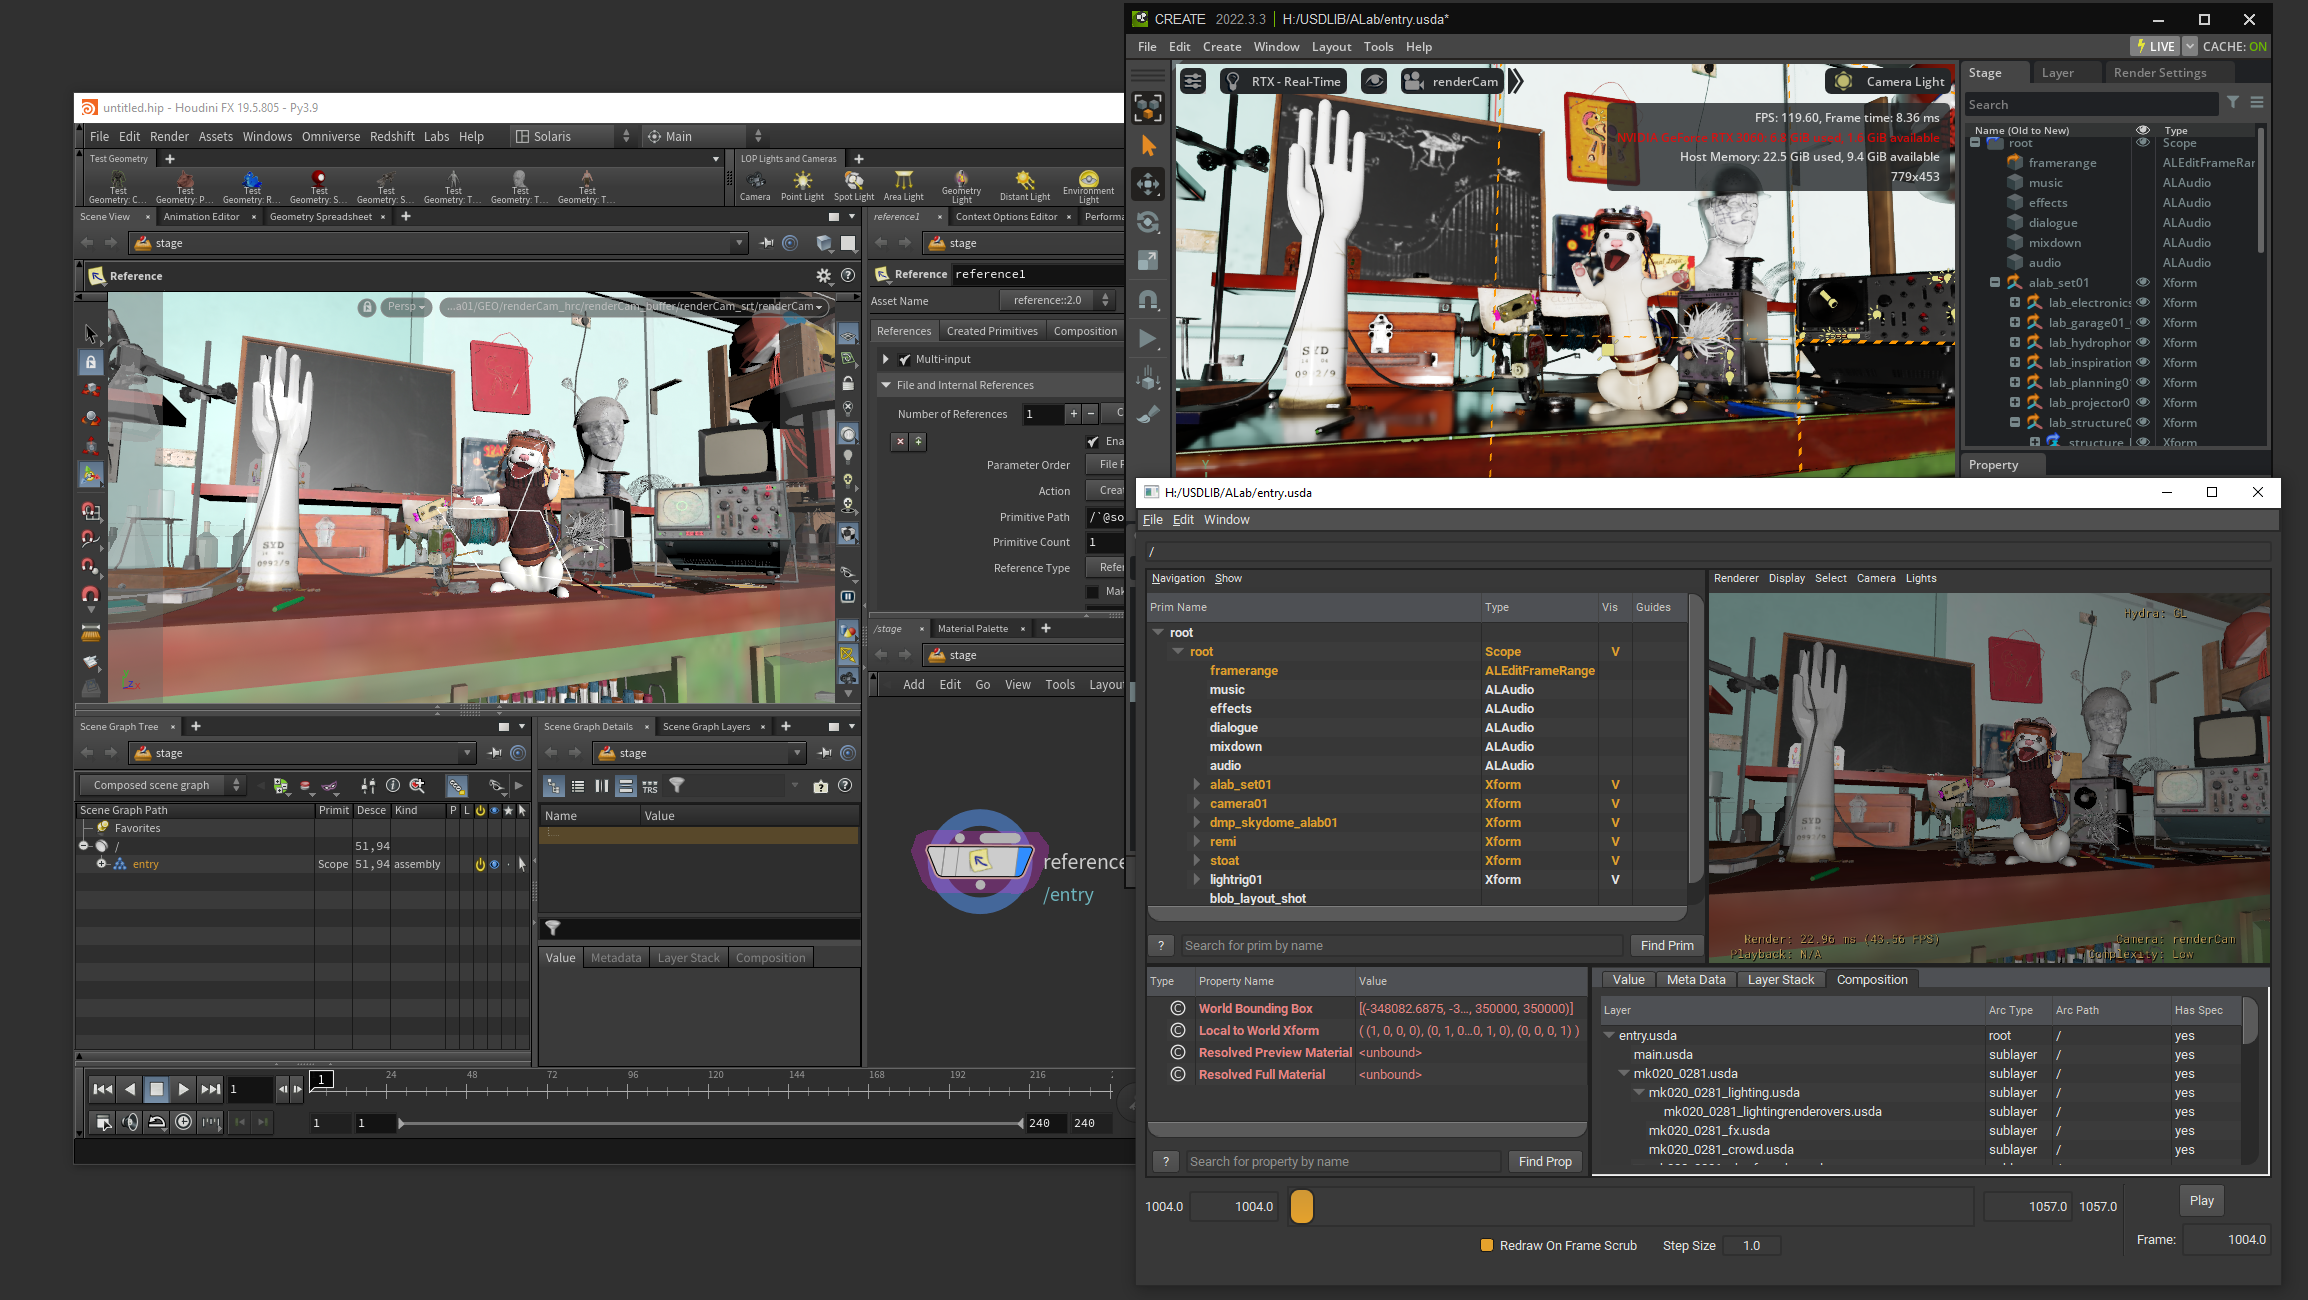 CREATE 2022.3.3 | H:/USDLIB/ALab/entry.usda*
File Edit Create Window Layout Tools Help
LIVE CACHE: ON
RTX - Real-Time
renderCam
Camera Light
FPS: 119.60, Frame time: 8.36 ms
Host Memory: 22.5 GiB used, 9.4 GiB available
779x453
Stage Layer Render Settings
Search
Name (Old to New) Type
root Scope
framerange ALEditFrameRar
music ALAudio
effects ALAudio
dialogue ALAudio
mixdown ALAudio
audio ALAudio
alab_set01 Xform
lab_electronics Xform
lab_garage01_ Xform
lab_hydrophor Xform
lab_inspiration Xform
lab_planning0 Xform
lab_projector0 Xform
lab_structure0 Xform
structure_ Xform
Property
SYD
0993/9
untitled.hip - Houdini FX 19.5.805 - Py3.9
File Edit Render Assets Windows Omniverse Redshift Labs Help
Solaris
Main
Test Geometry
LOP Lights and Cameras
Test Geometry: C...
Test Geometry: P...
Test Geometry: R...
Test Geometry: S...
Test Geometry: S...
Test Geometry: T...
Test Geometry: T...
Test Geometry: T...
Camera Point Light Spot Light Area Light Geometry Light Distant Light Environment Light
Scene View Animation Editor Geometry Spreadsheet
stage
Reference
Persp
...a01/GEO/renderCam_hrc/renderCam_buffer/renderCam_srt/renderCam
SYD
0993/9
reference1 Context Options Editor Performa
stage
Reference reference1
Asset Name reference::2.0
References Created Primitives Composition
Multi-input
File and Internal References
Number of References 1
Ena
Parameter Order File F
Action Creat
Primitive Path /`@so
Primitive Count 1
Reference Type Refer
Mak
/stage Material Palette
stage
Add Edit Go View Tools Layou
reference
/entry
Scene Graph Tree
stage
Composed scene graph
Scene Graph Path Primit Desce Kind P L
Favorites
/ 51,94
entry Scope 51,94 assembly
Scene Graph Details Scene Graph Layers
stage
TRS
Name Value
Value Metadata Layer Stack Composition
1
1 24 48 72 96 120 144 168 192 216
1 1 240 240
H:/USDLIB/ALab/entry.usda
File Edit Window
/
Navigation Show
Prim Name Type Vis Guides
root
root Scope V
framerange ALEditFrameRange
music ALAudio
effects ALAudio
dialogue ALAudio
mixdown ALAudio
audio ALAudio
alab_set01 Xform V
camera01 Xform V
dmp_skydome_alab01 Xform V
remi Xform V
stoat Xform V
lightrig01 Xform V
blob_layout_shot
? Search for prim by name Find Prim
Renderer Display Select Camera Lights
Hydra: GL
SYD
0993/9
Render: 22.96 ms (43.56 FPS)
Playback: N/A
Camera: renderCam
Complexity: Low
Type Property Name Value
World Bounding Box [(-348082.6875, -3..., 350000, 350000)]
Local to World Xform ( (1, 0, 0, 0), (0, 1, 0...0, 1, 0), (0, 0, 0, 1) )
Resolved Preview Material <unbound>
Resolved Full Material <unbound>
? Search for property by name Find Prop
Value Meta Data Layer Stack Composition
Layer Arc Type Arc Path Has Spec
entry.usda root / yes
main.usda sublayer / yes
mk020_0281.usda sublayer / yes
mk020_0281_lighting.usda sublayer / yes
mk020_0281_lightingrenderovers.usda sublayer / yes
mk020_0281_fx.usda sublayer / yes
mk020_0281_crowd.usda sublayer / yes
1004.0 1004.0 1057.0 1057.0 Play
Redraw On Frame Scrub Step Size 1.0
Frame: 1004.0